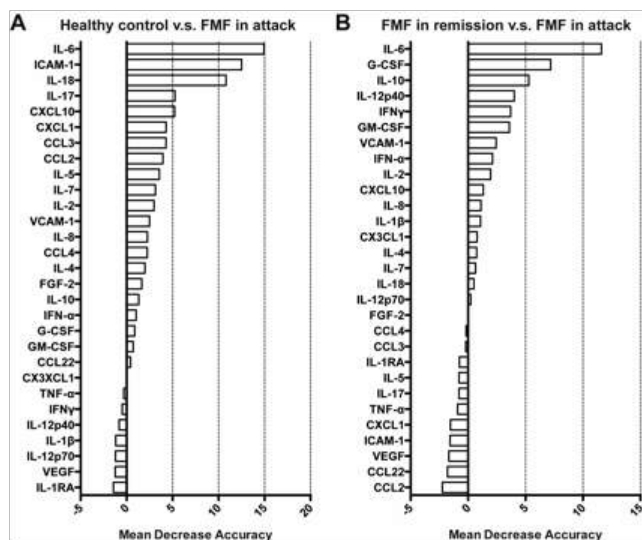 A
Healthy control v.s. FMF in attack
IL-6
ICAM-1
IL-18
IL-17
CXCL10
CXCL1
CCL3
CCL2
IL-5
IL-7
IL-2
VCAM-1
IL-8
CCL4
IL-4
FGF-2
IL-10
IFN-α
G-CSF
GM-CSF
CCL22
CX3XCL1
TNF-α
IFNγ
IL-12p40
IL-1β
IL-12p70
VEGF
IL-1RA
-5 0 5 10 15 20
Mean Decrease Accuracy
B
FMF in remission v.s. FMF in attack
IL-6
G-CSF
IL-10
IL-12p40
IFNγ
GM-CSF
VCAM-1
IFN-α
IL-2
CXCL10
IL-8
IL-1β
CX3CL1
IL-4
IL-7
IL-18
IL-12p70
FGF-2
CCL4
CCL3
IL-1RA
IL-5
IL-17
TNF-α
CXCL1
ICAM-1
VEGF
CCL22
CCL2
-5 0 5 10 15
Mean Decrease Accuracy